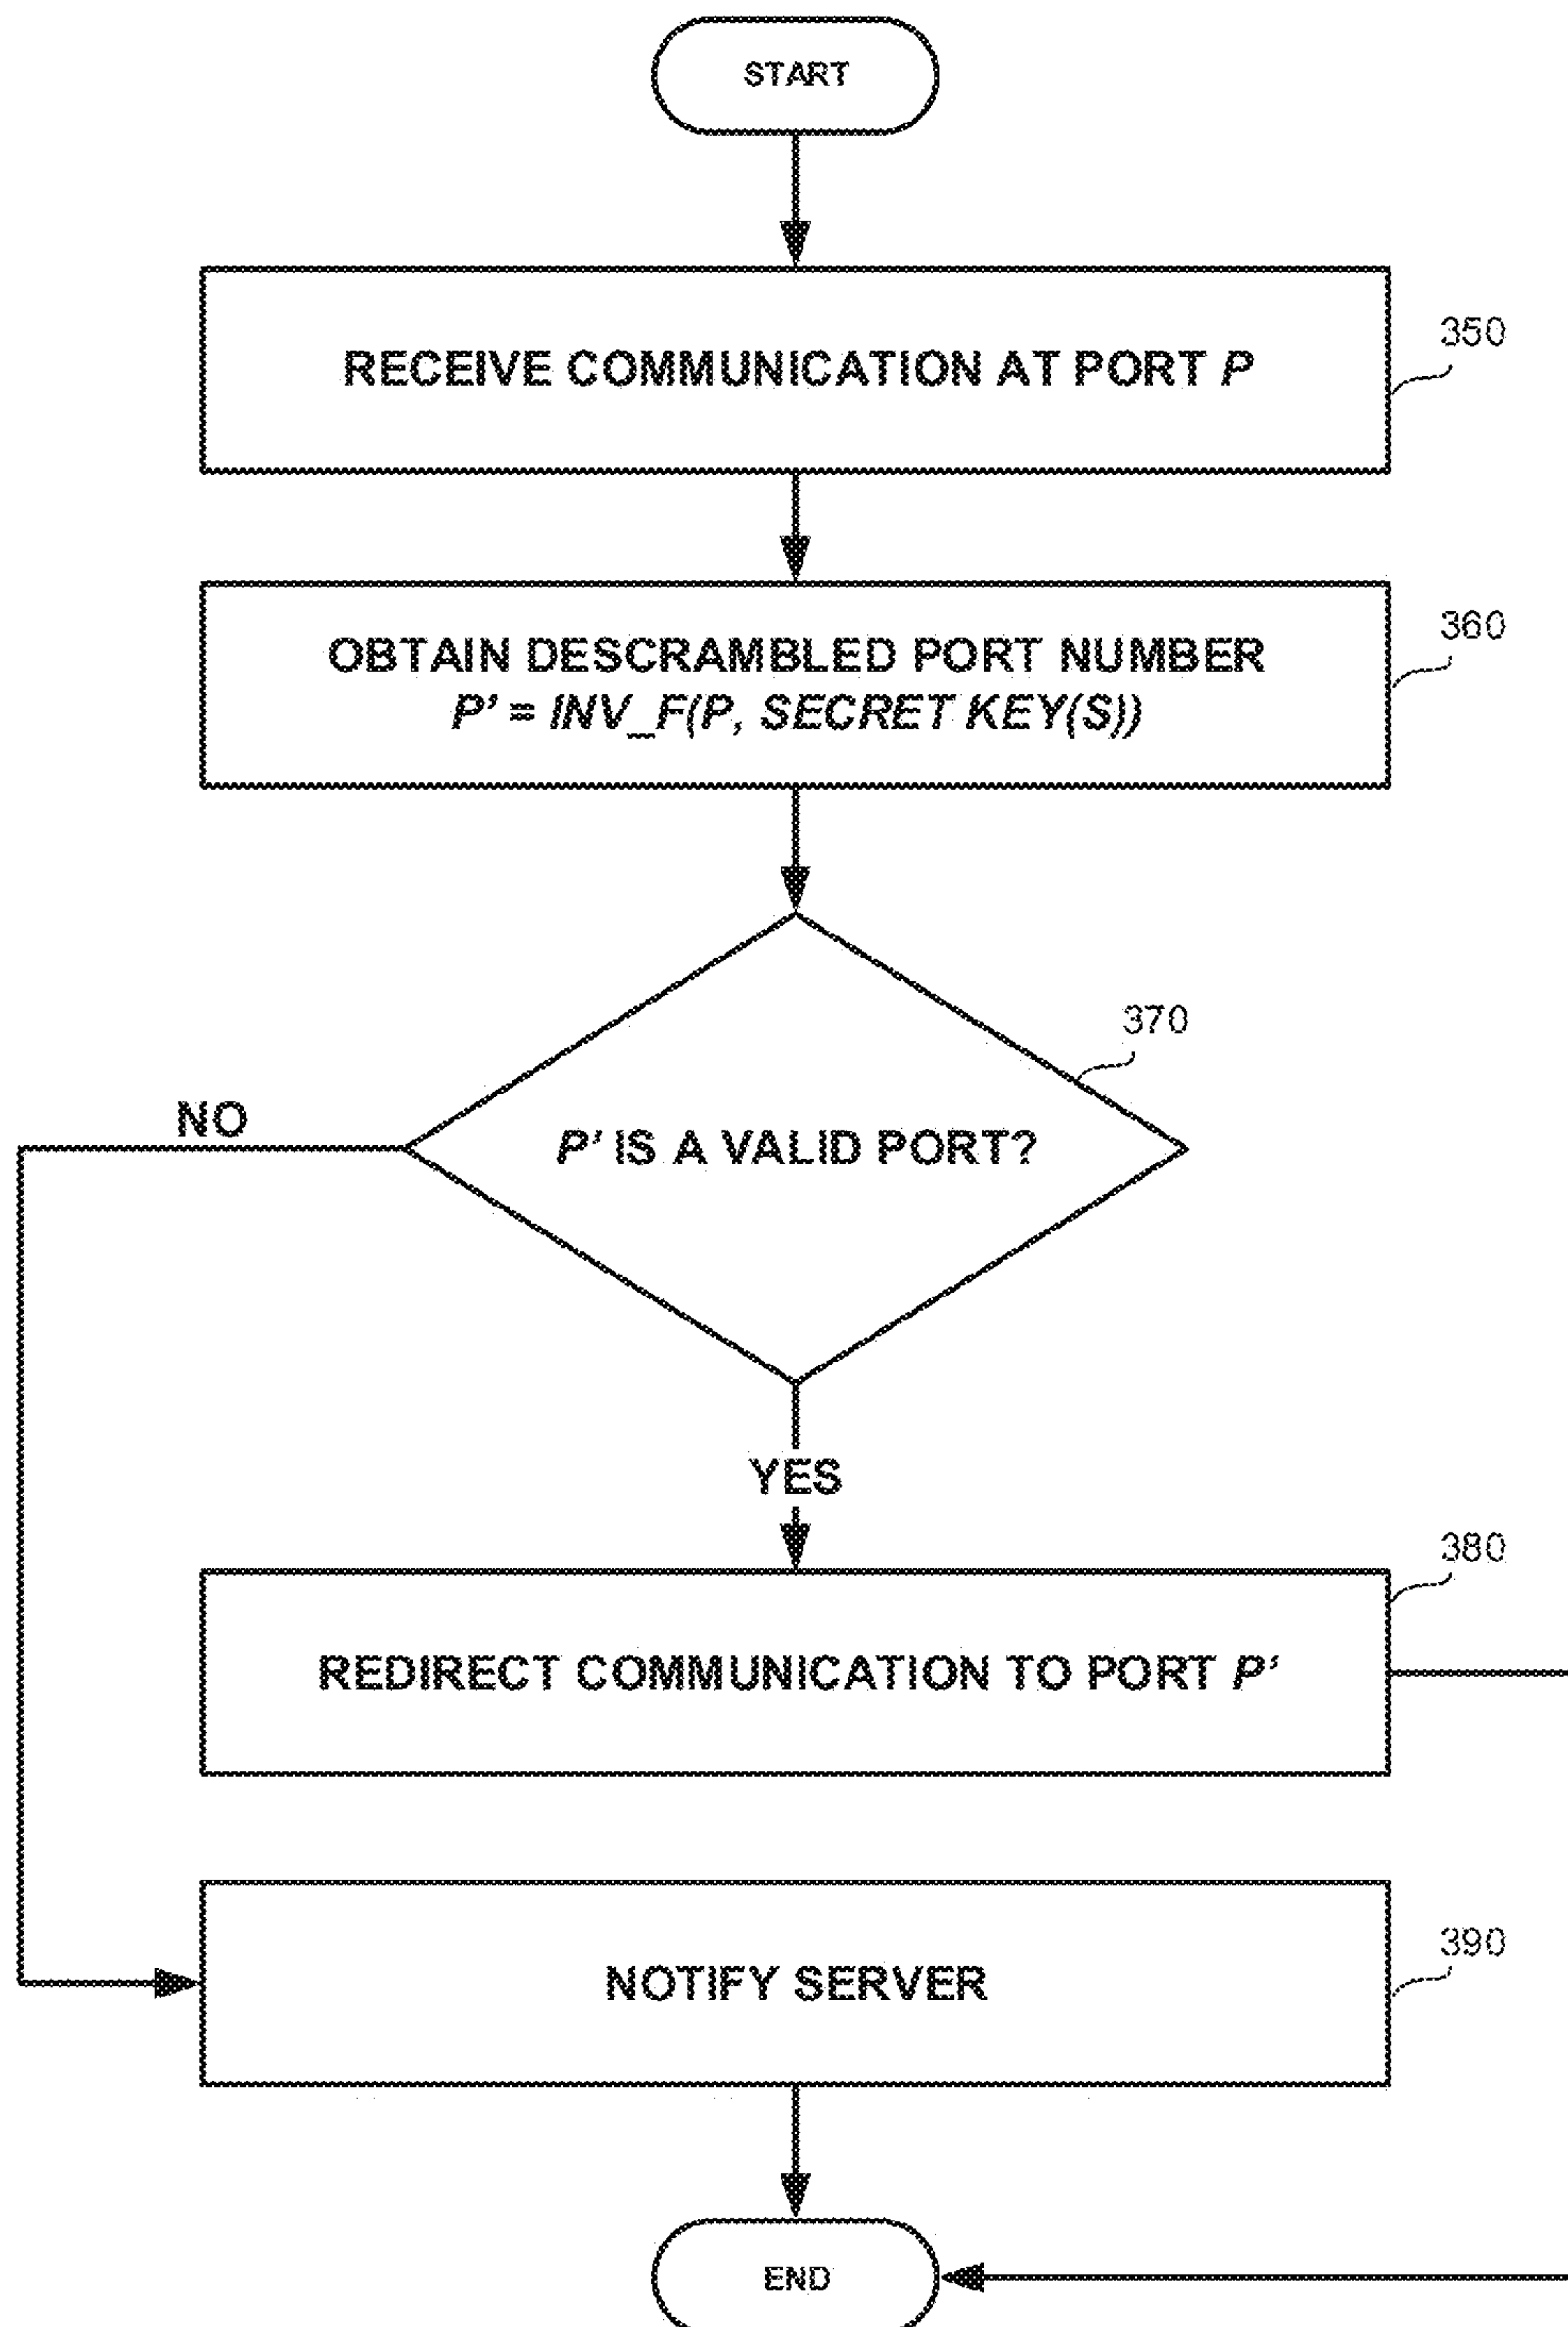 START
RECEIVE COMMUNICATION AT PORT P
350
OBTAIN DESCRAMBLED PORT NUMBER
P' = INV_F(P, SECRET KEY(S))
360
370
P' IS A VALID PORT?
NO
YES
380
REDIRECT COMMUNICATION TO PORT P'
390
NOTIFY SERVER
END